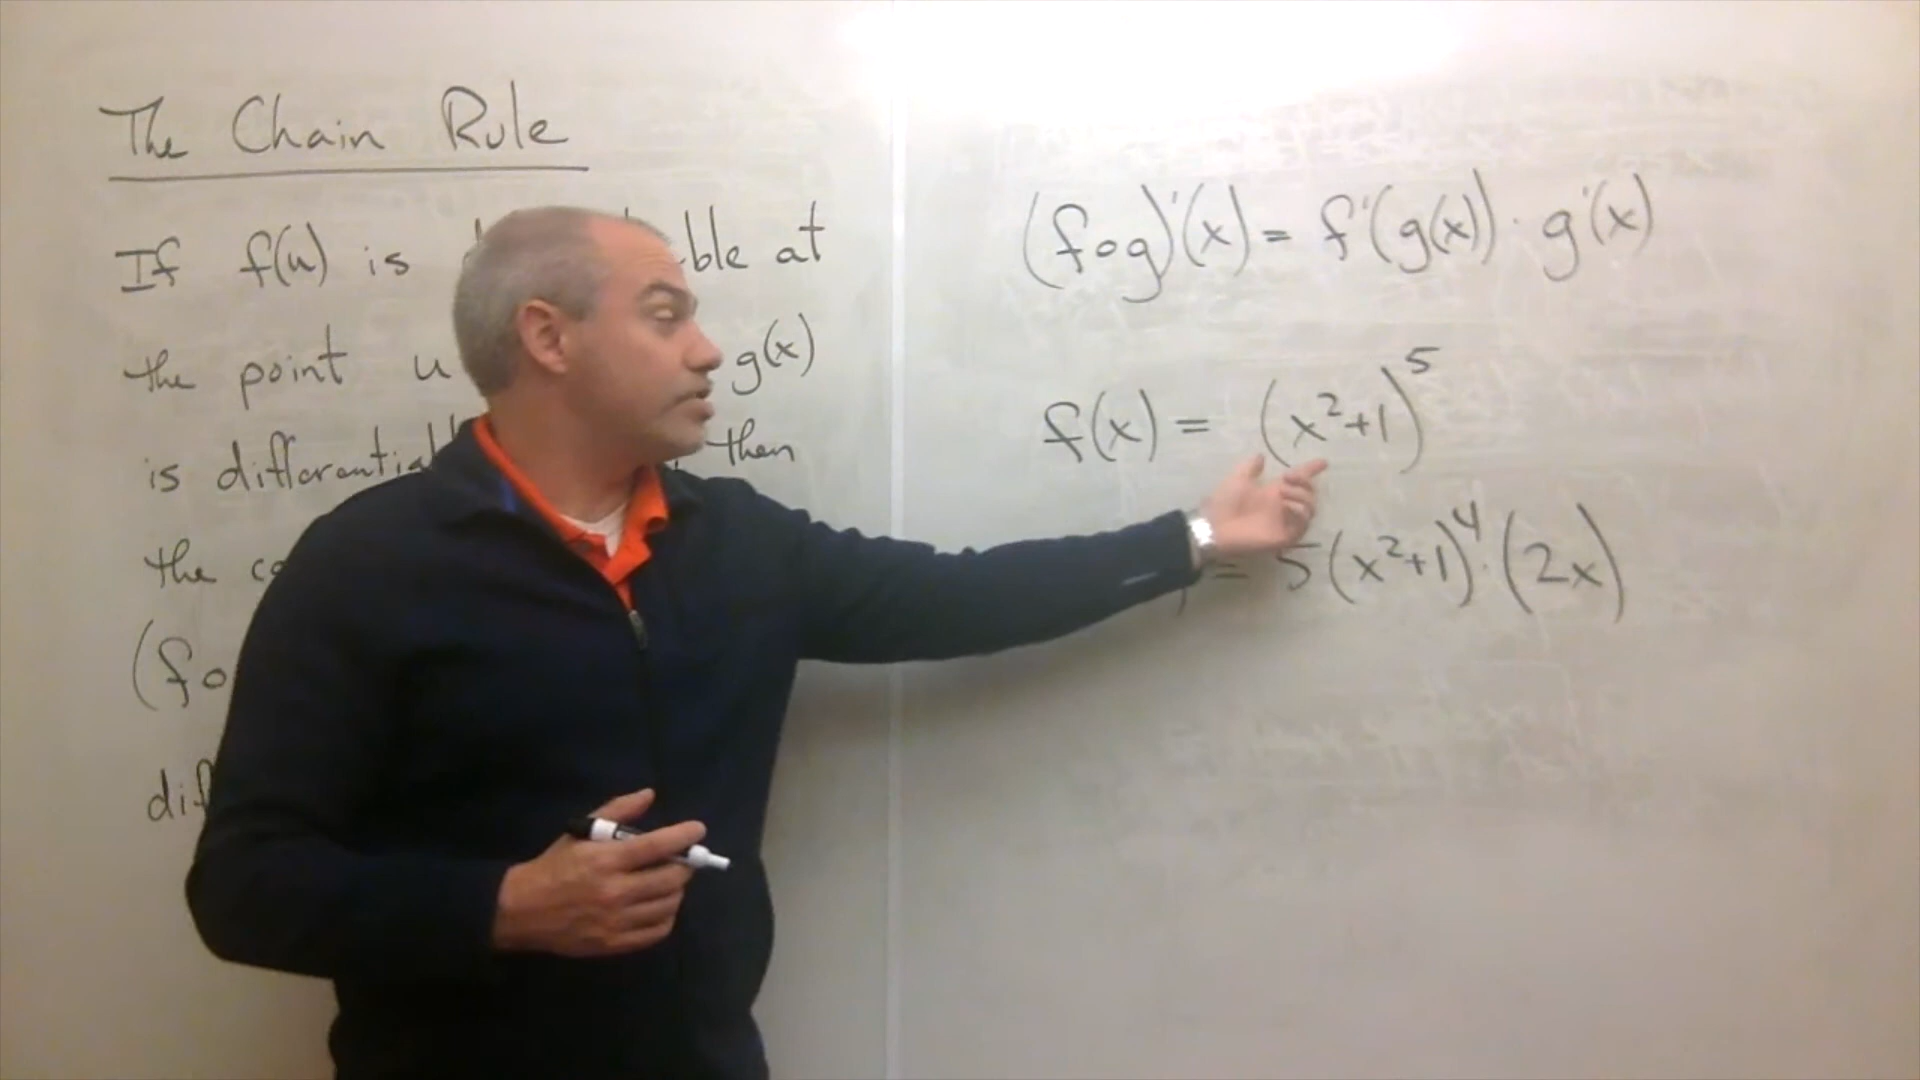 The Chain Rule
If f(u) is ble at
the point u g(x)
is then
the
(fo
dif
(fog)'(x) = f'(g(x)) · g'(x)
f(x) = (x²+1)⁵
= 5(x²+1)⁴·(2x)